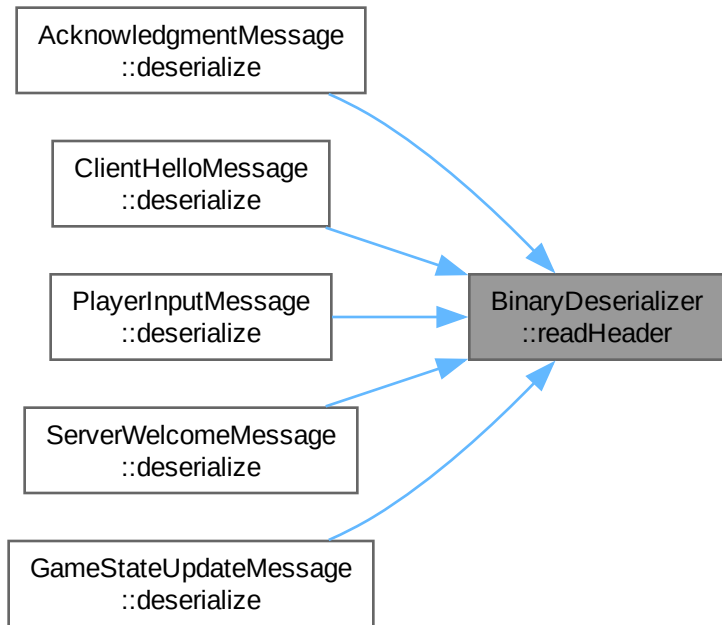 AcknowledgmentMessage
::deserialize
ClientHelloMessage
::deserialize
PlayerInputMessage
::deserialize
BinaryDeserializer
::readHeader
ServerWelcomeMessage
::deserialize
GameStateUpdateMessage
::deserialize